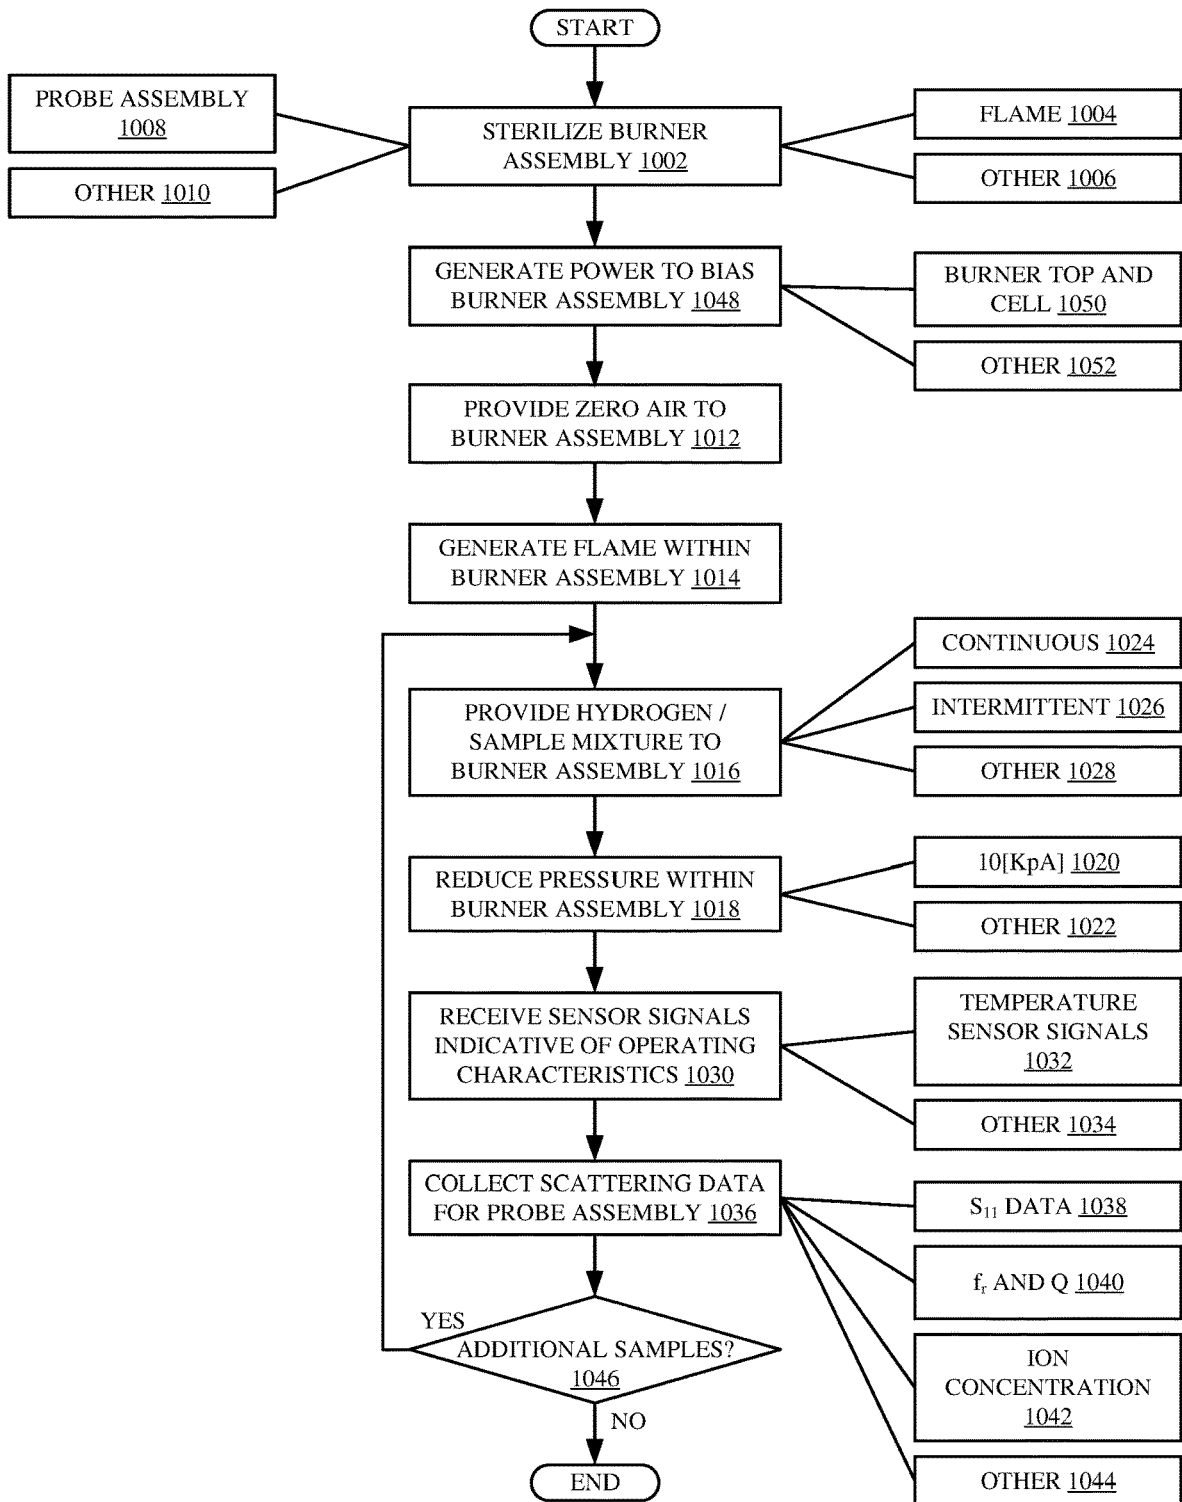 START
PROBE ASSEMBLY
1008
OTHER 1010
STERILIZE BURNER
ASSEMBLY 1002
FLAME 1004
OTHER 1006
GENERATE POWER TO BIAS
BURNER ASSEMBLY 1048
BURNER TOP AND
CELL 1050
OTHER 1052
PROVIDE ZERO AIR TO
BURNER ASSEMBLY 1012
GENERATE FLAME WITHIN
BURNER ASSEMBLY 1014
PROVIDE HYDROGEN /
SAMPLE MIXTURE TO
BURNER ASSEMBLY 1016
CONTINUOUS 1024
INTERMITTENT 1026
OTHER 1028
REDUCE PRESSURE WITHIN
BURNER ASSEMBLY 1018
10[KpA] 1020
OTHER 1022
RECEIVE SENSOR SIGNALS
INDICATIVE OF OPERATING
CHARACTERISTICS 1030
TEMPERATURE
SENSOR SIGNALS
1032
OTHER 1034
COLLECT SCATTERING DATA
FOR PROBE ASSEMBLY 1036
S₁₁ DATA 1038
fᵣ AND Q 1040
ION
CONCENTRATION
1042
OTHER 1044
YES
ADDITIONAL SAMPLES?
1046
NO
END